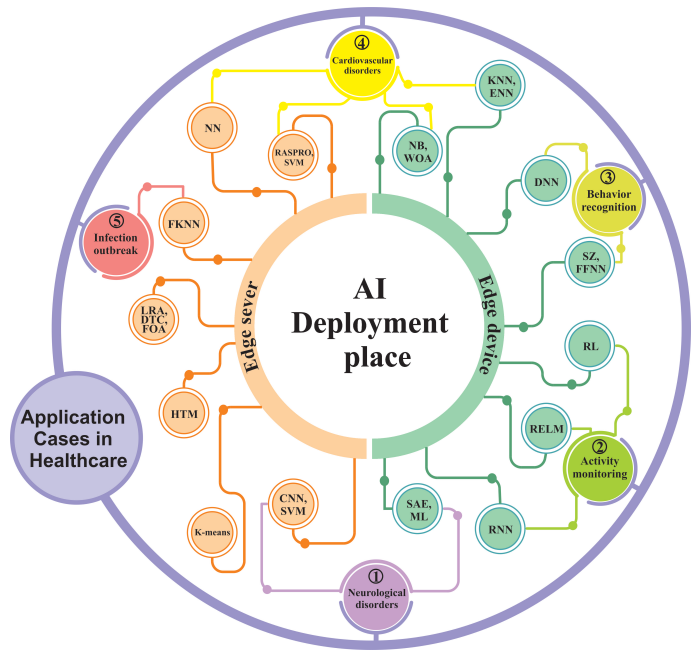 ④
Cardiovascular
disorders
KNN,
ENN
NN
RASPRO,
SVM
NB,
WOA
DNN
③
Behavior
recognition
⑤
Infection
outbreak
FKNN
SZ,
FFNN
LRA,
DTC,
FOA
Edge sever
AI
Deployment
place
Edge device
RL
HTM
RELM
②
Activity
monitoring
Application
Cases in
Healthcare
K-means
CNN,
SVM
SAE,
ML
RNN
①
Neurological
disorders